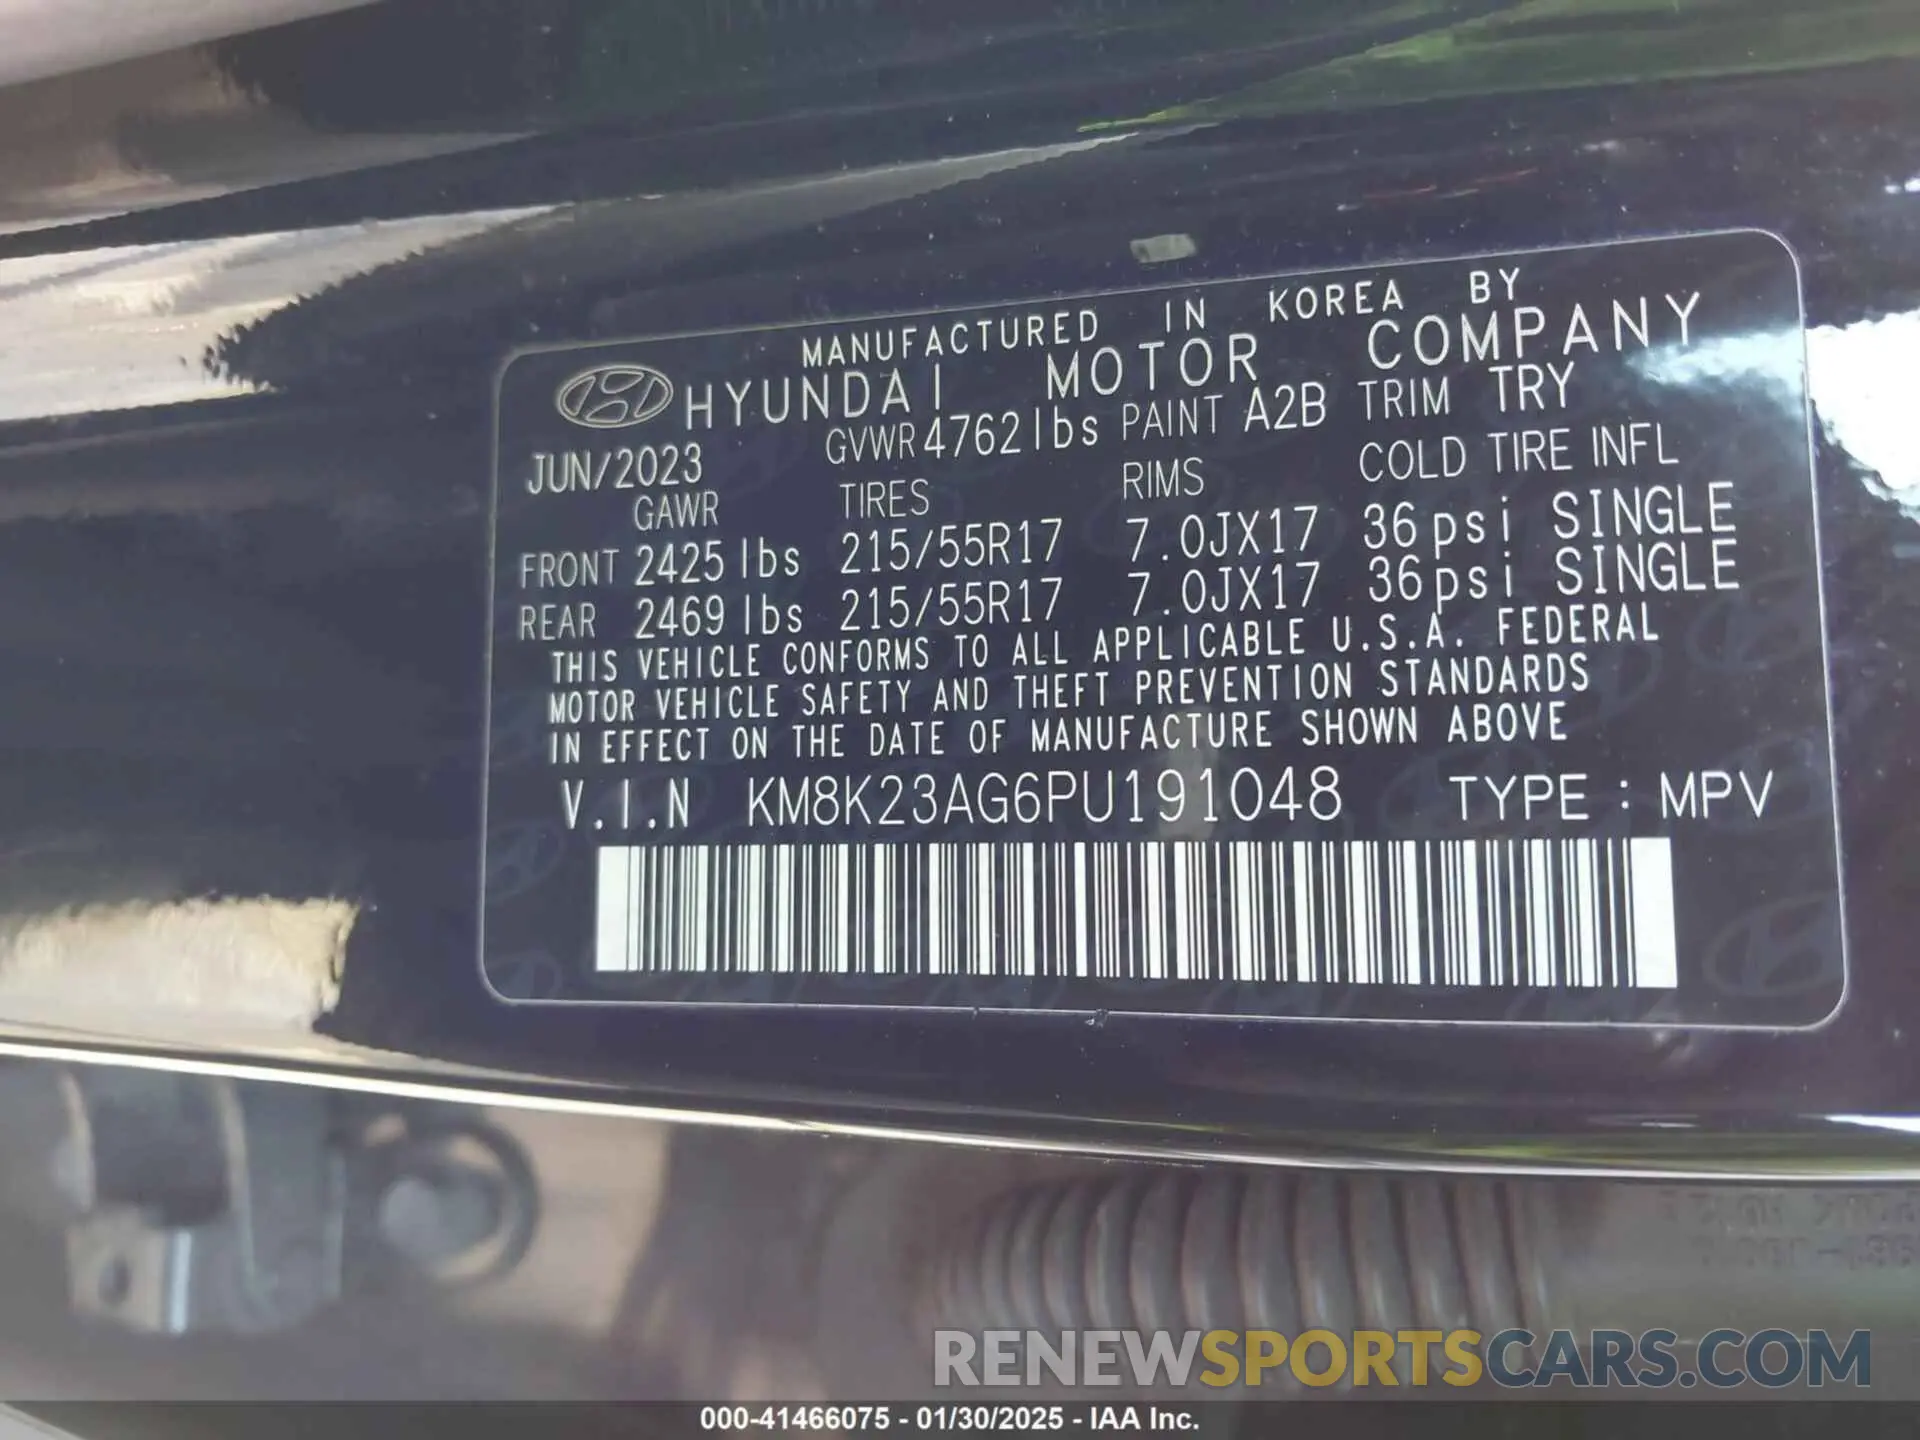 MANUFACTURED IN KOREA BY
HYUNDAI MOTOR COMPANY
JUN/2023 GVWR 4762 lbs PAINT A2B TRIM TRY
GAWR TIRES RIMS COLD TIRE INFL
FRONT 2425 lbs 215/55R17 7.0JX17 36psi SINGLE
REAR 2469 lbs 215/55R17 7.0JX17 36psi SINGLE
THIS VEHICLE CONFORMS TO ALL APPLICABLE U.S.A. FEDERAL
MOTOR VEHICLE SAFETY AND THEFT PREVENTION STANDARDS
IN EFFECT ON THE DATE OF MANUFACTURE SHOWN ABOVE
V.I.N KM8K23AG6PU191048 TYPE : MPV
RENEWSPORTSCARS.COM
000-41466075 - 01/30/2025 - IAA Inc.